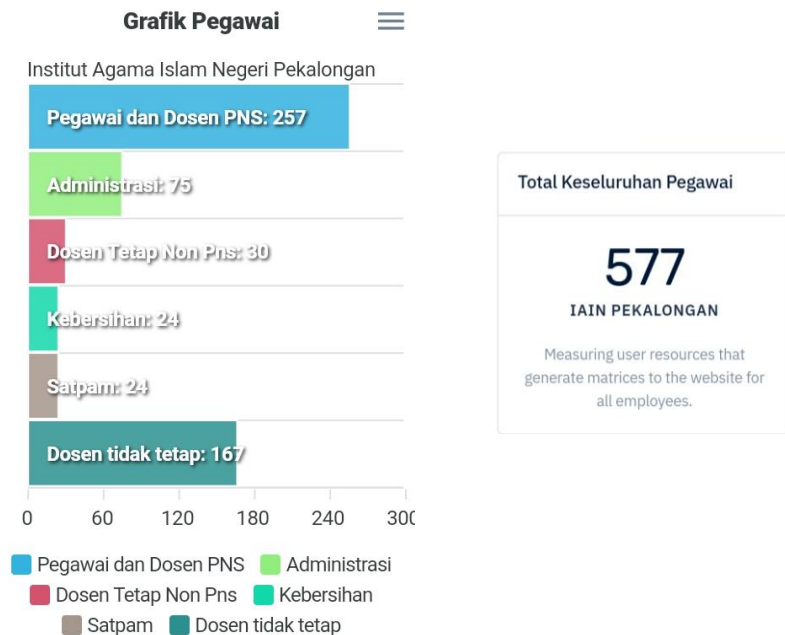 Grafik Pegawai
Institut Agama Islam Negeri Pekalongan
Pegawai dan Dosen PNS: 257
Administrasi: 75
Dosen Tetap Non Pns: 30
Kebersihan: 24
Satpam: 24
Dosen tidak tetap: 167
0 60 120 180 240 300
Pegawai dan Dosen PNS Administrasi
Dosen Tetap Non Pns Kebersihan
Satpam Dosen tidak tetap
Total Keseluruhan Pegawai
577
IAIN PEKALONGAN
Measuring user resources that
generate matrices to the website for
all employees.